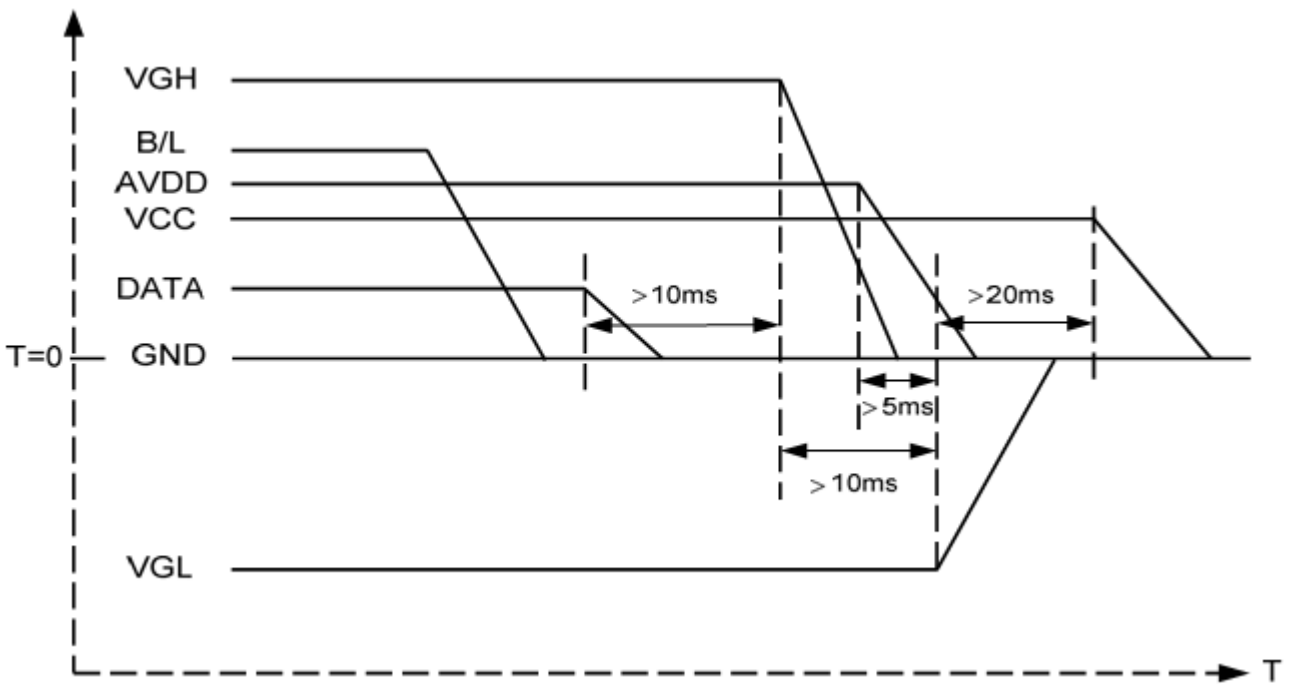 VGH
B/L
AVDD
VCC
DATA
>10ms
>20ms
T=0
GND
>5ms
>10ms
VGL
T